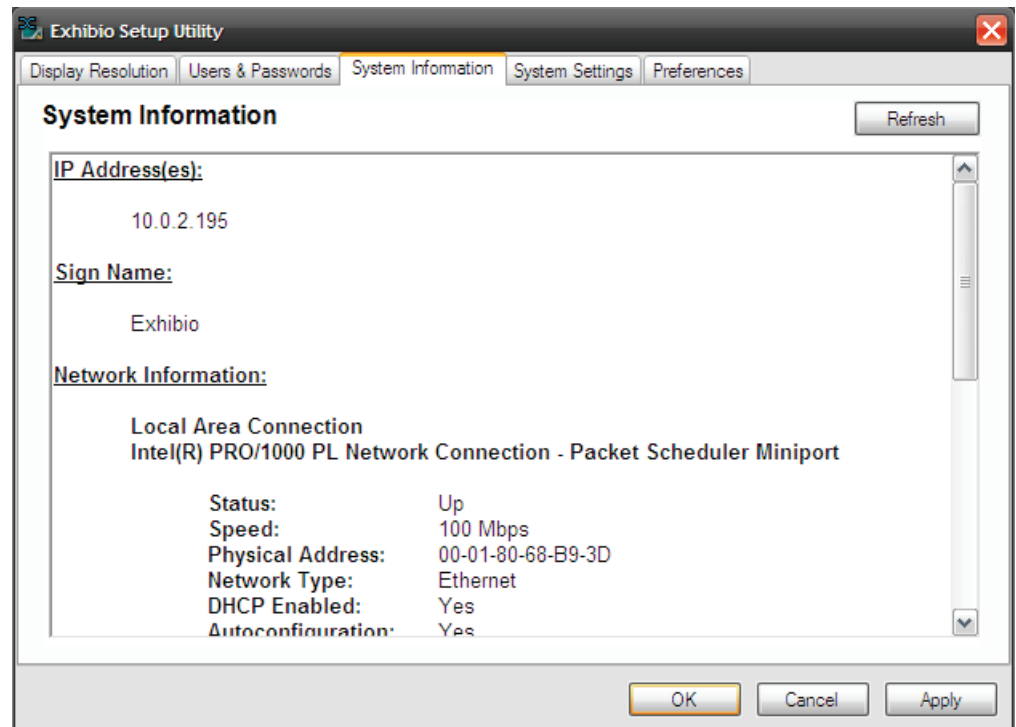 Exhibio Setup Utility
Display Resolution Users & Passwords System Information System Settings Preferences
System Information
Refresh
IP Address(es):
10.0.2.195
Sign Name:
Exhibio
Network Information:
Local Area Connection
Intel(R) PRO/1000 PL Network Connection - Packet Scheduler Miniport
Status: Up
Speed: 100 Mbps
Physical Address: 00-01-80-68-B9-3D
Network Type: Ethernet
DHCP Enabled: Yes
Autoconfiguration: Yes
OK Cancel Apply